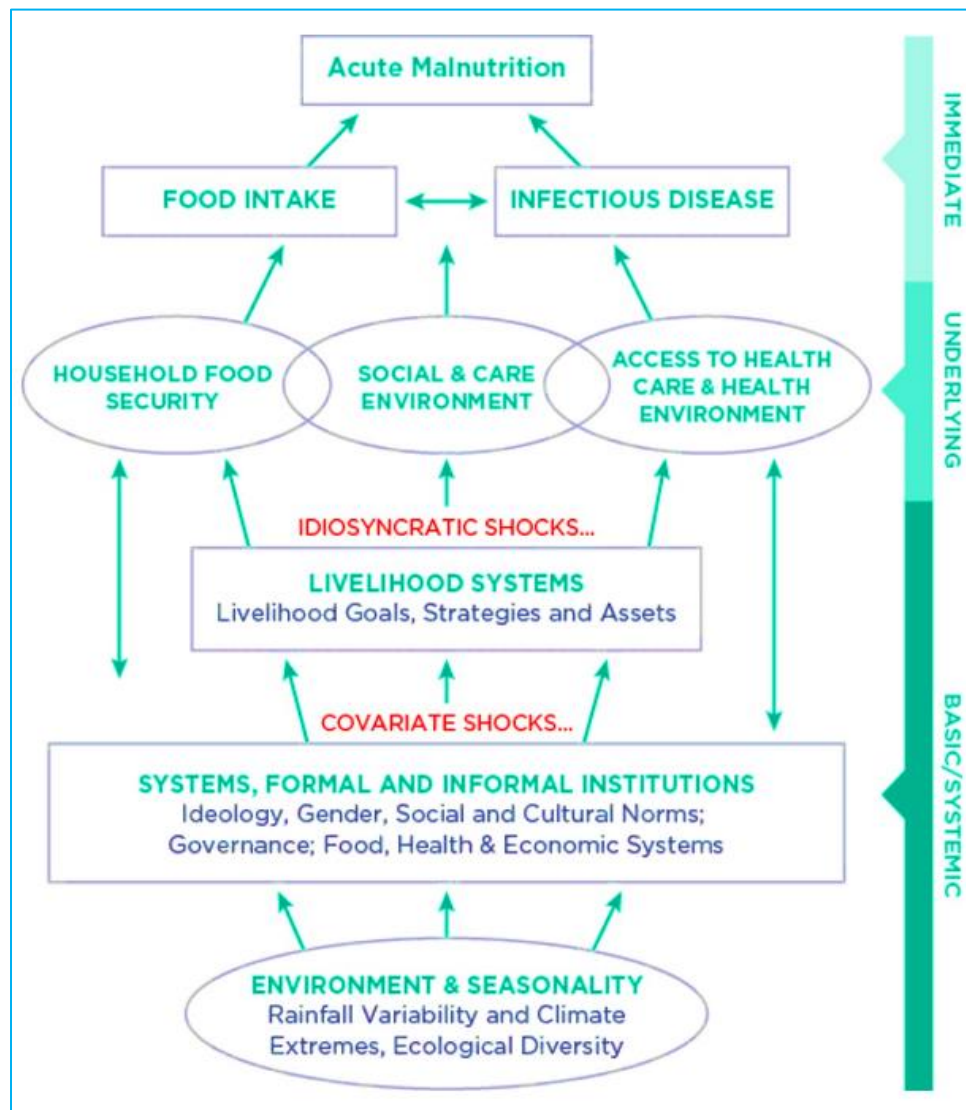 Acute Malnutrition
FOOD INTAKE
INFECTIOUS DISEASE
HOUSEHOLD FOOD
SECURITY
SOCIAL & CARE
ENVIRONMENT
ACCESS TO HEALTH
CARE & HEALTH
ENVIRONMENT
IDIOSYNCRATIC SHOCKS...
LIVELIHOOD SYSTEMS
Livelihood Goals, Strategies and Assets
COVARIATE SHOCKS...
SYSTEMS, FORMAL AND INFORMAL INSTITUTIONS
Ideology, Gender, Social and Cultural Norms;
Governance; Food, Health & Economic Systems
ENVIRONMENT & SEASONALITY
Rainfall Variability and Climate
Extremes, Ecological Diversity
IMMEDIATE
UNDERLYING
BASIC/SYSTEMIC